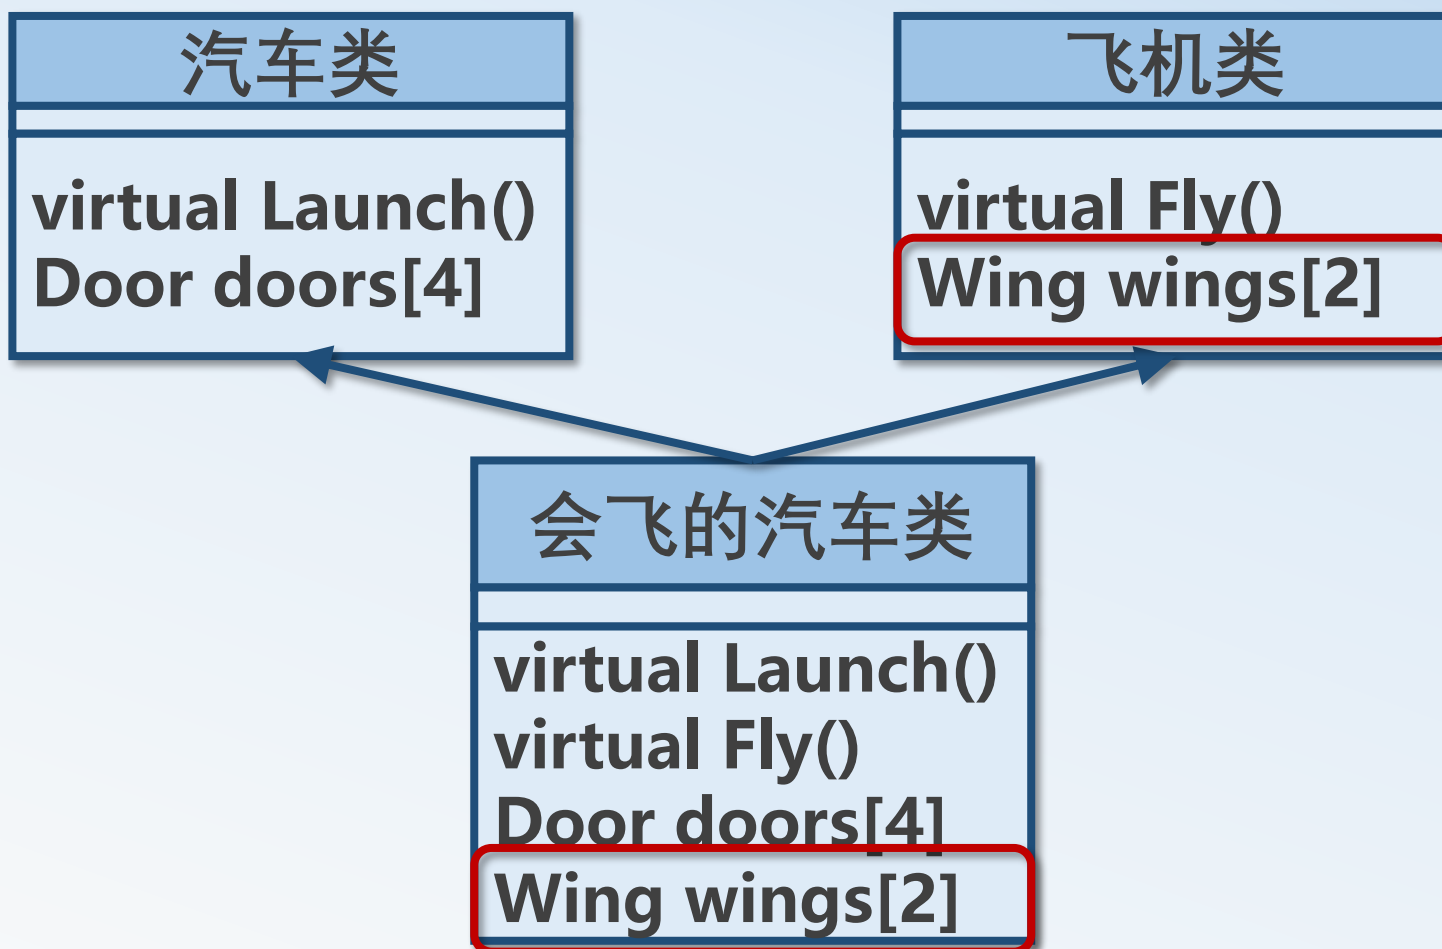 汽车类
virtual Launch()
Door doors[4]
飞机类
virtual Fly()
Wing wings[2]
会飞的汽车类
virtual Launch()
virtual Fly()
Door doors[4]
Wing wings[2]